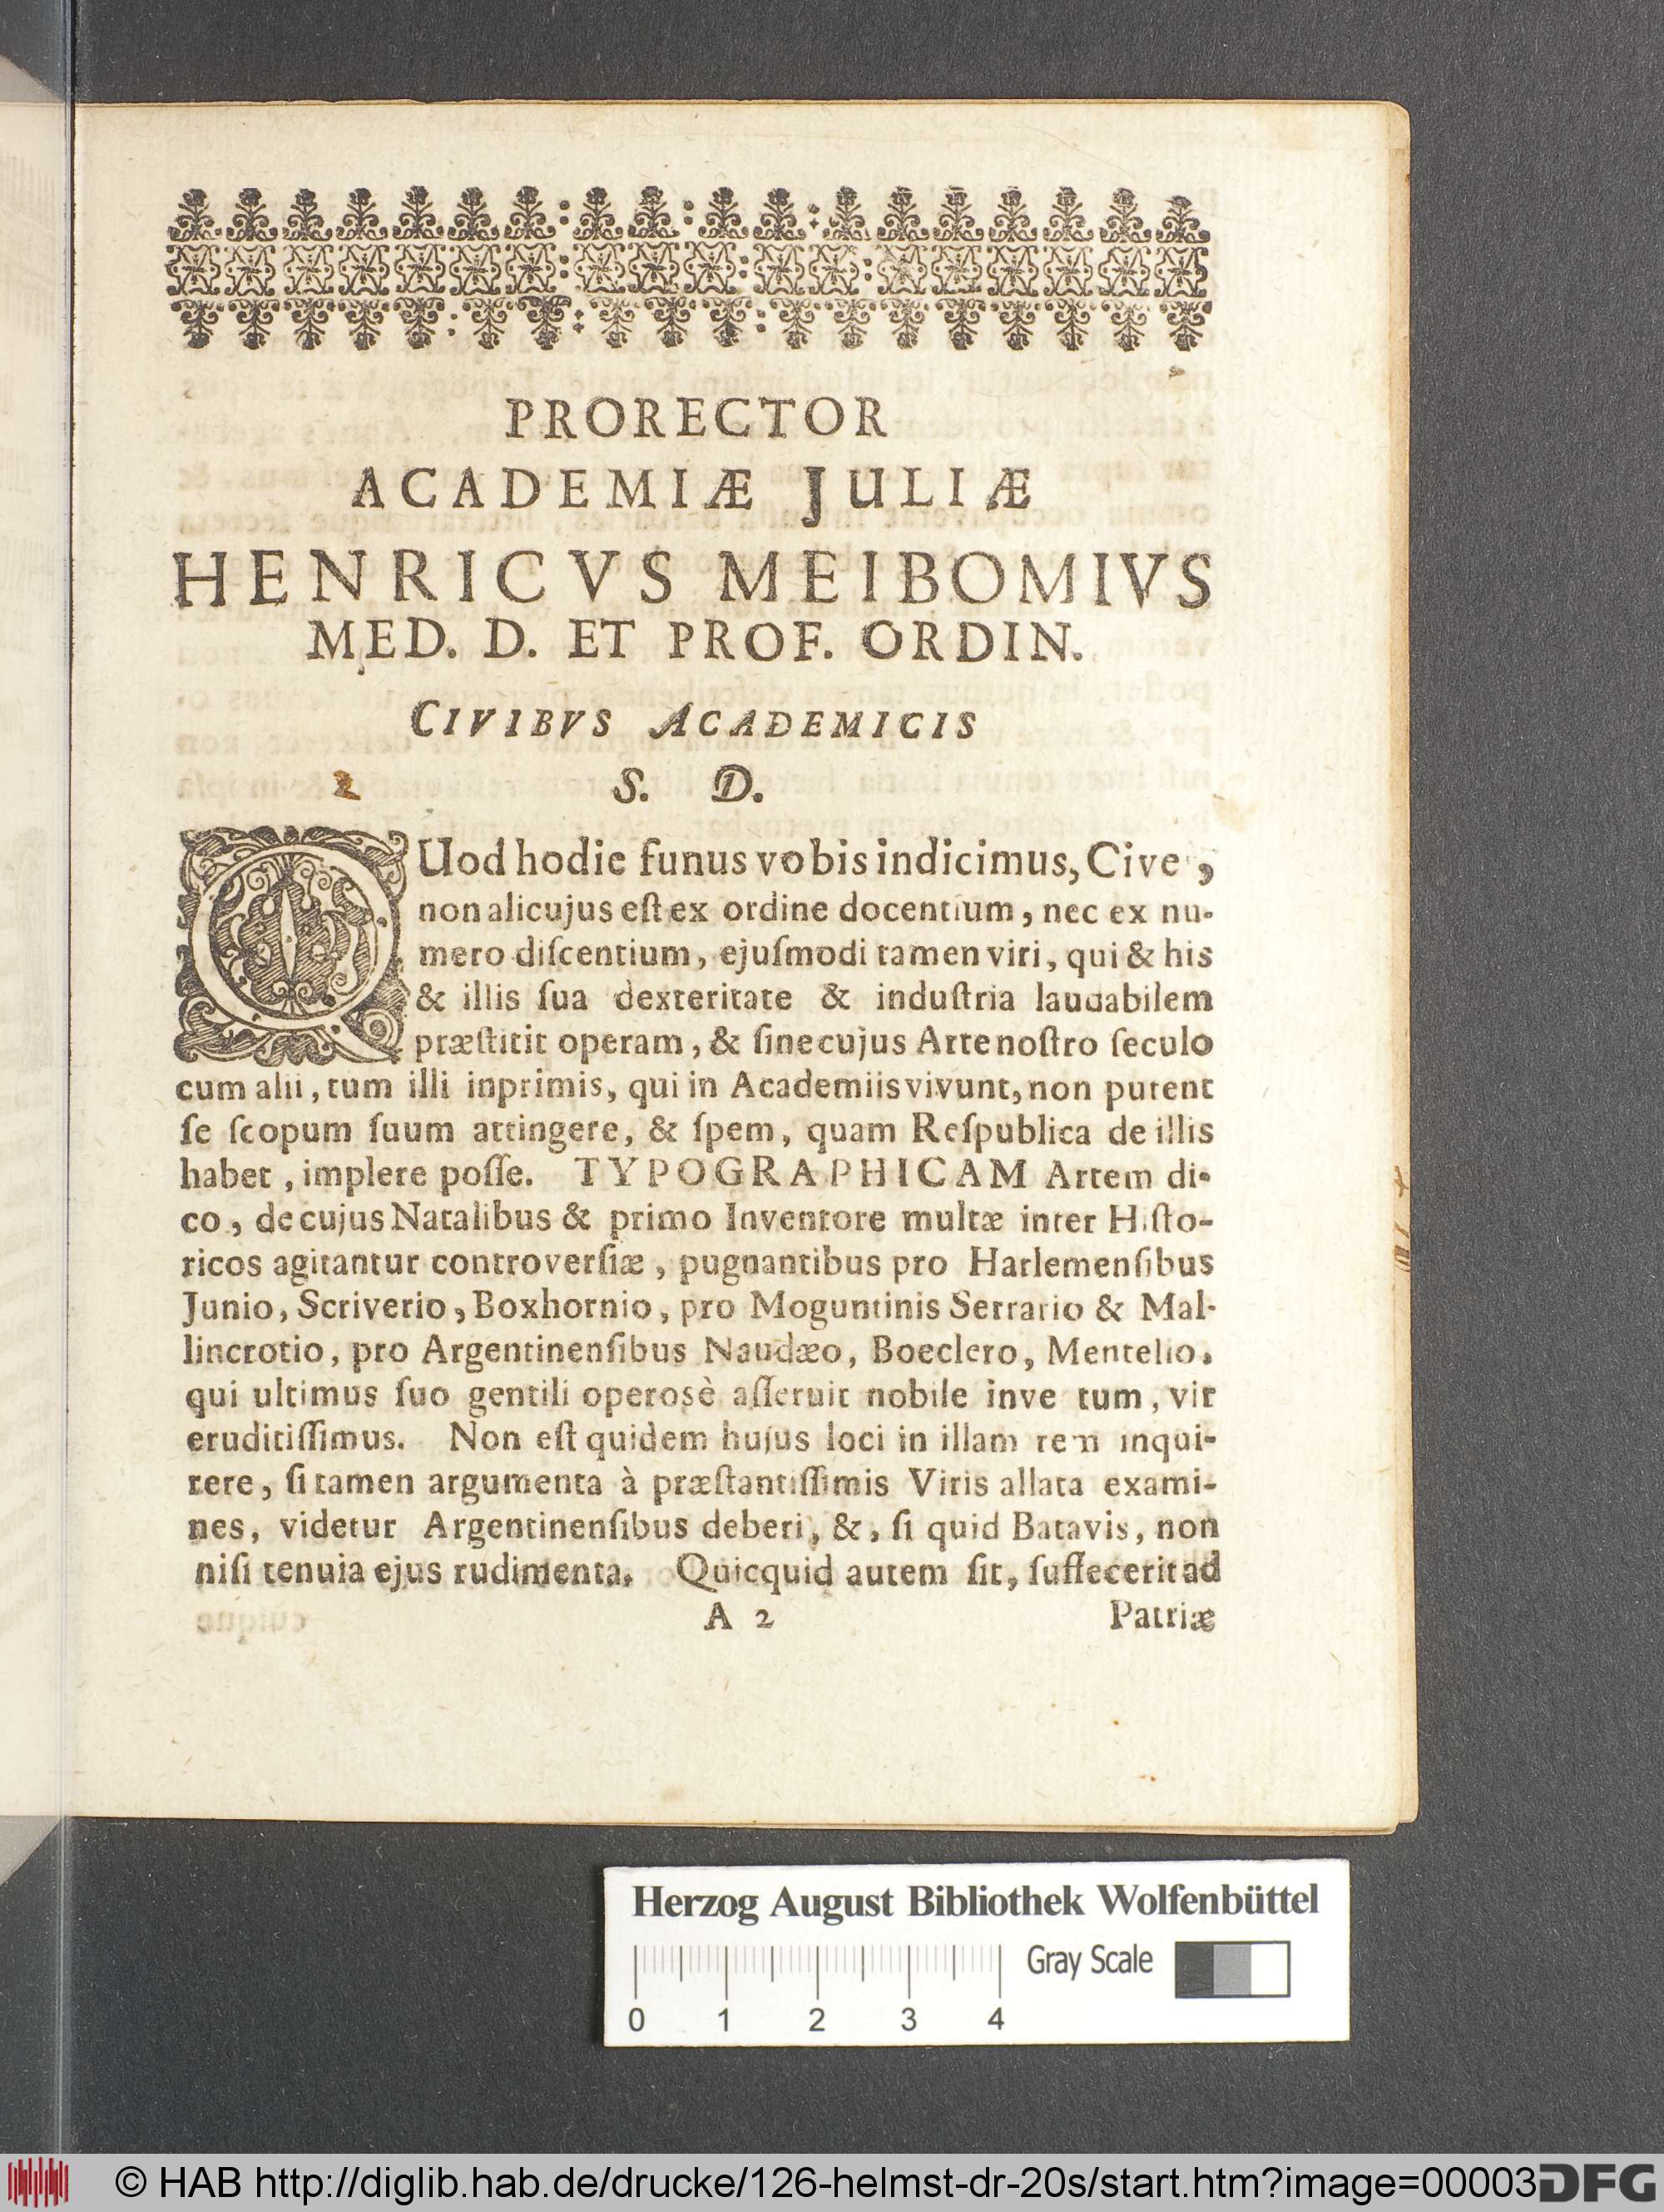 PRORECTOR
ACADEMIÆ JULIÆ
HENRICVS MEIBOMIVS
MED. D. ET PROF. ORDIN.
CIVIBVS ACADEMICIS
S. D.
QUod hodie funus vobis indicimus, Cive ,
non alicujus eſt ex ordine docentium, nec ex nu-
mero diſcentium, ejuſmodi tamen viri, qui & his
& illis ſua dexteritate & induſtria laudabilem
præſtitit operam, & ſine cujus Arte noſtro ſeculo
cum alii, tum illi inprimis, qui in Academiis vivunt, non putent
ſe ſcopum ſuum attingere, & ſpem, quam Reſpublica de illis
habet, implere poſſe. TYPOGRAPHICAM Artem di-
co, de cujus Natalibus & primo Inventore multæ inter Hiſto-
ricos agitantur controverſiæ, pugnantibus pro Harlemenſibus
Junio, Scriverio, Boxhornio, pro Moguntinis Serrario & Mal-
lincrotio, pro Argentinenſibus Naudæo, Boeclero, Mentelio,
qui ultimus ſuo gentili operosè aſſeruit nobile inve tum, vir
eruditiſſimus. Non eſt quidem hujus loci in illam rem inqui-
rere, ſi tamen argumenta à præſtantiſſimis Viris allata exami-
nes, videtur Argentinenſibus deberi, &, ſi quid Batavis, non
niſi tenuia ejus rudimenta. Quicquid autem ſit, ſuffecerit ad
A 2 Patriæ
Herzog August Bibliothek Wolfenbüttel
Gray Scale
0 1 2 3 4
© HAB http://diglib.hab.de/drucke/126-helmst-dr-20s/start.htm?image=00003
DFG